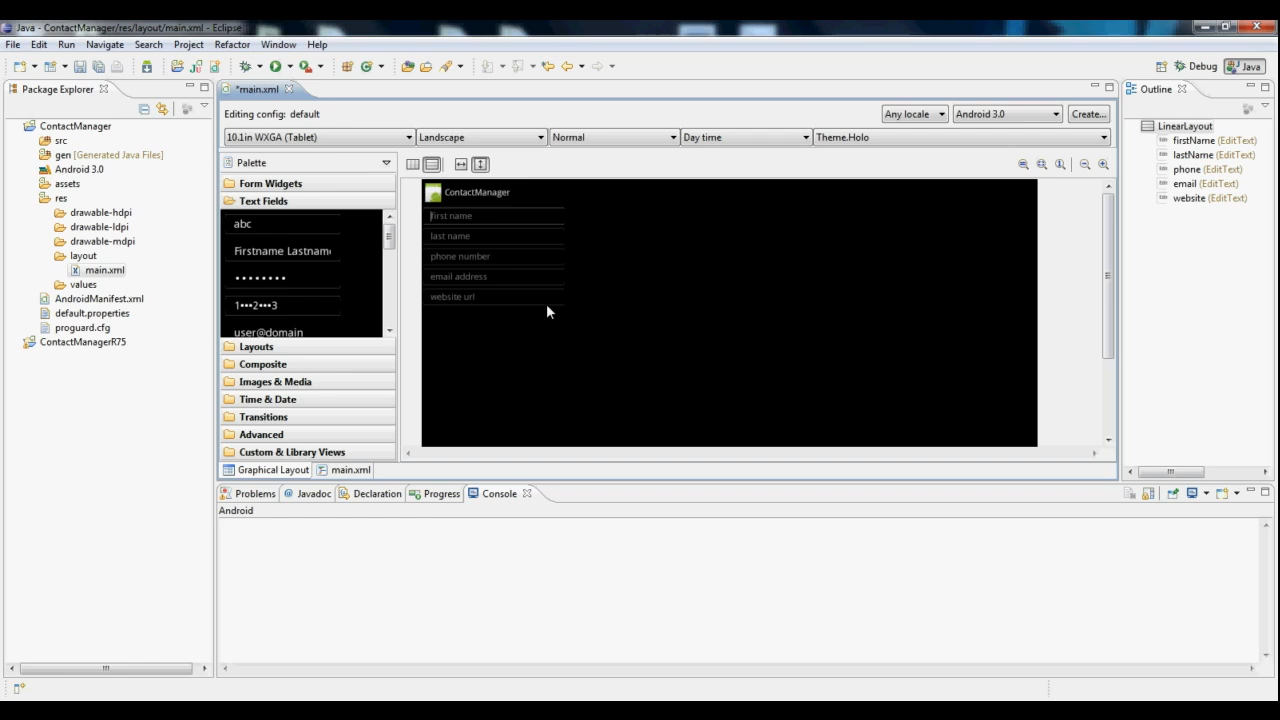 Java - ContactManager/res/layout/main.xml - Eclipse
File Edit Run Navigate Search Project Refactor Window Help
Debug Java
Package Explorer
ContactManager
src
gen [Generated Java Files]
Android 3.0
assets
res
drawable-hdpi
drawable-ldpi
drawable-mdpi
layout
main.xml
values
AndroidManifest.xml
default.properties
proguard.cfg
ContactManagerR75
*main.xml
Editing config: default
Any locale Android 3.0 Create...
10.1in WXGA (Tablet) Landscape Normal Day time Theme.Holo
Palette
Form Widgets
Text Fields
abc
Firstname Lastname
••••••••
1•••2•••3
user@domain
Layouts
Composite
Images & Media
Time & Date
Transitions
Advanced
Custom & Library Views
ContactManager
first name
last name
phone number
email address
website url
Graphical Layout main.xml
Outline
LinearLayout
firstName (EditText)
lastName (EditText)
phone (EditText)
email (EditText)
website (EditText)
Problems Javadoc Declaration Progress Console
Android